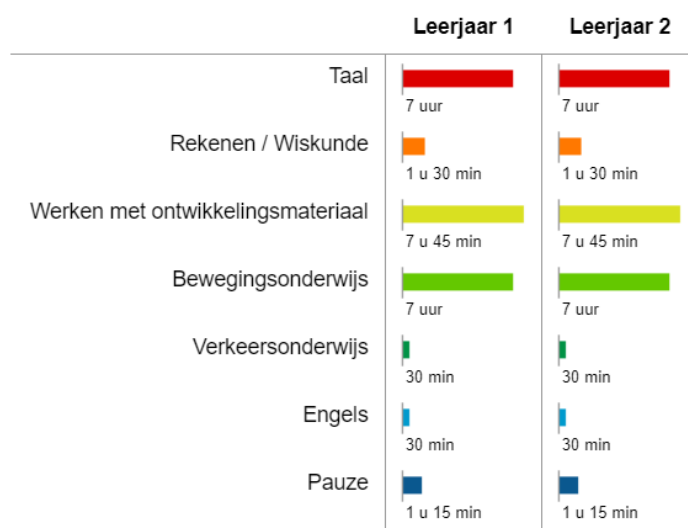 Leerjaar 1 Leerjaar 2
Taal
7 uur 7 uur
Rekenen / Wiskunde
1 u 30 min 1 u 30 min
Werken met ontwikkelingsmateriaal
7 u 45 min 7 u 45 min
Bewegingsonderwijs
7 uur 7 uur
Verkeersonderwijs
30 min 30 min
Engels
30 min 30 min
Pauze
1 u 15 min 1 u 15 min